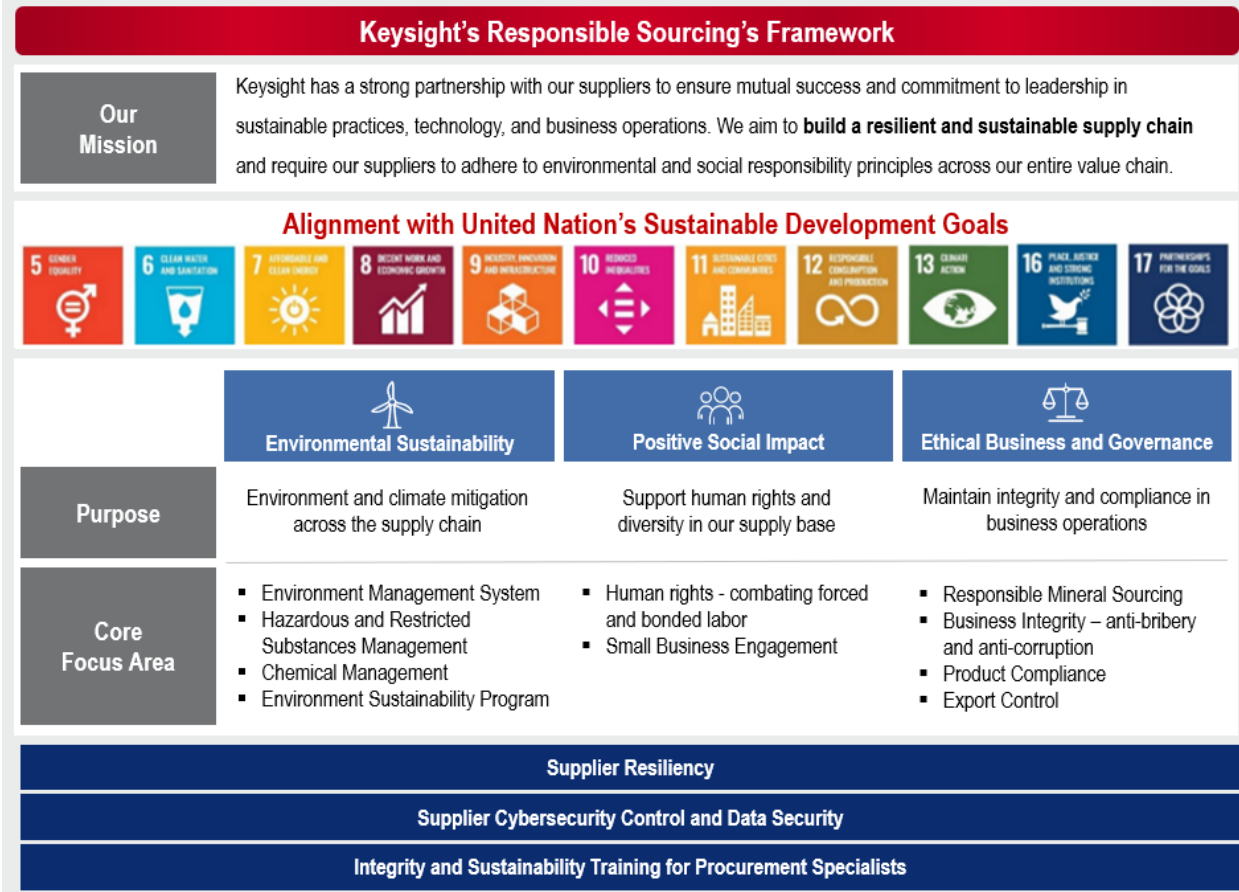 Keysight's Responsible Sourcing's Framework
Our
Mission
Keysight has a strong partnership with our suppliers to ensure mutual success and commitment to leadership in
sustainable practices, technology, and business operations. We aim to build a resilient and sustainable supply chain
and require our suppliers to adhere to environmental and social responsibility principles across our entire value chain.
Alignment with United Nation's Sustainable Development Goals
5 GENDER
EQUALITY
6 CLEAN WATER
AND SANITATION
7 AFFORDABLE AND
CLEAN ENERGY
8 DECENT WORK AND
ECONOMIC GROWTH
9 INDUSTRY, INNOVATION
AND INFRASTRUCTURE
10 REDUCED
INEQUALITIES
11 SUSTAINABLE CITIES
AND COMMUNITIES
12 RESPONSIBLE
CONSUMPTION
AND PRODUCTION
13 CLIMATE
ACTION
16 PEACE, JUSTICE
AND STRONG
INSTITUTIONS
17 PARTNERSHIPS
FOR THE GOALS
Environmental Sustainability
Positive Social Impact
Ethical Business and Governance
Purpose
Environment and climate mitigation
across the supply chain
Support human rights and
diversity in our supply base
Maintain integrity and compliance in
business operations
Core
Focus Area
▪ Environment Management System
▪ Hazardous and Restricted
Substances Management
▪ Chemical Management
▪ Environment Sustainability Program
▪ Human rights - combating forced
and bonded labor
▪ Small Business Engagement
▪ Responsible Mineral Sourcing
▪ Business Integrity – anti-bribery
and anti-corruption
▪ Product Compliance
▪ Export Control
Supplier Resiliency
Supplier Cybersecurity Control and Data Security
Integrity and Sustainability Training for Procurement Specialists